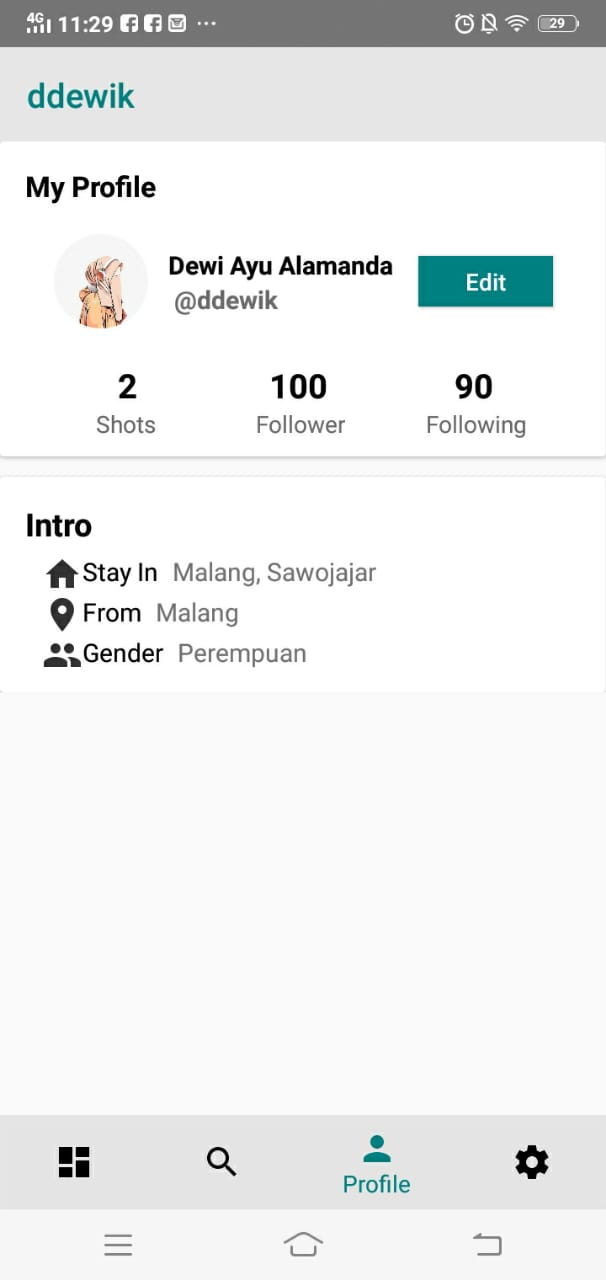 4G 11:29 29
ddewik
My Profile
Dewi Ayu Alamanda
@ddewik
Edit
2 100 90
Shots Follower Following
Intro
Stay In Malang, Sawojajar
From Malang
Gender Perempuan
Profile